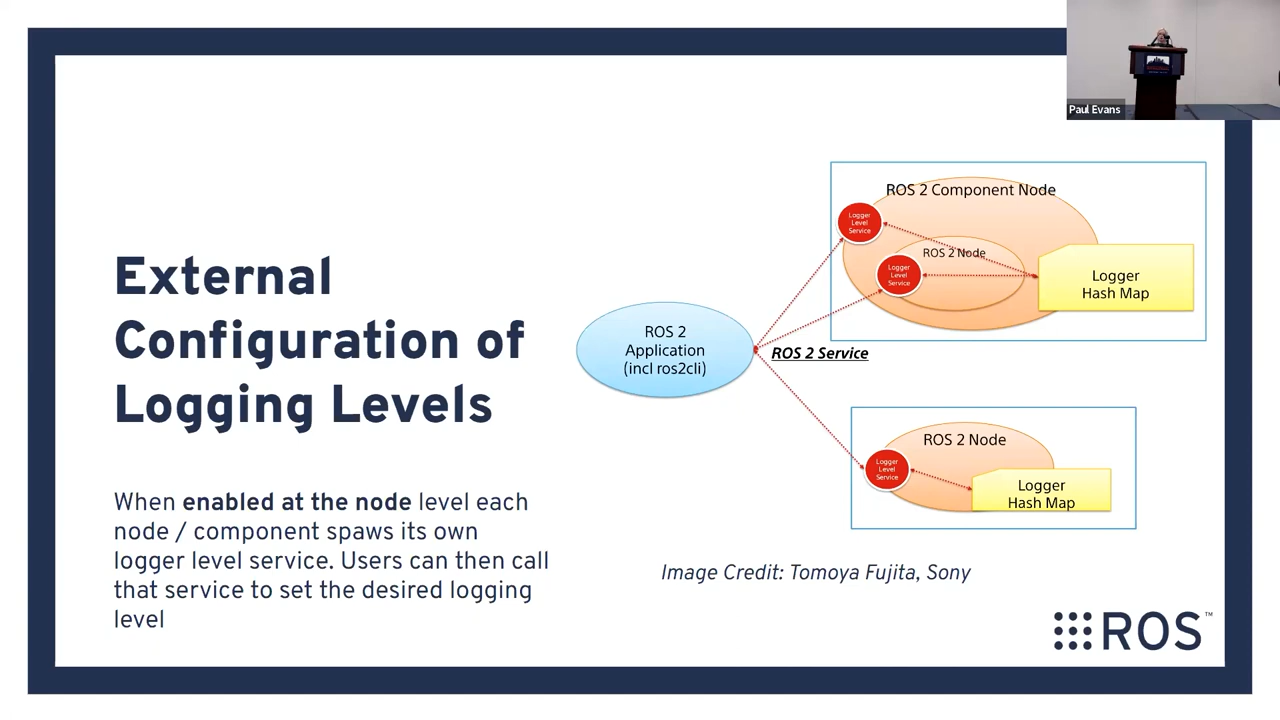 Paul Evans
External
Configuration of
Logging Levels
When enabled at the node level each
node / component spaws its own
logger level service. Users can then call
that service to set the desired logging
level
ROS 2 Component Node
Logger
Level
Service
ROS 2 Node
Logger
Level
Service
Logger
Hash Map
ROS 2
Application
(incl ros2cli)
ROS 2 Service
ROS 2 Node
Logger
Level
Service
Logger
Hash Map
Image Credit: Tomoya Fujita, Sony
ROS™